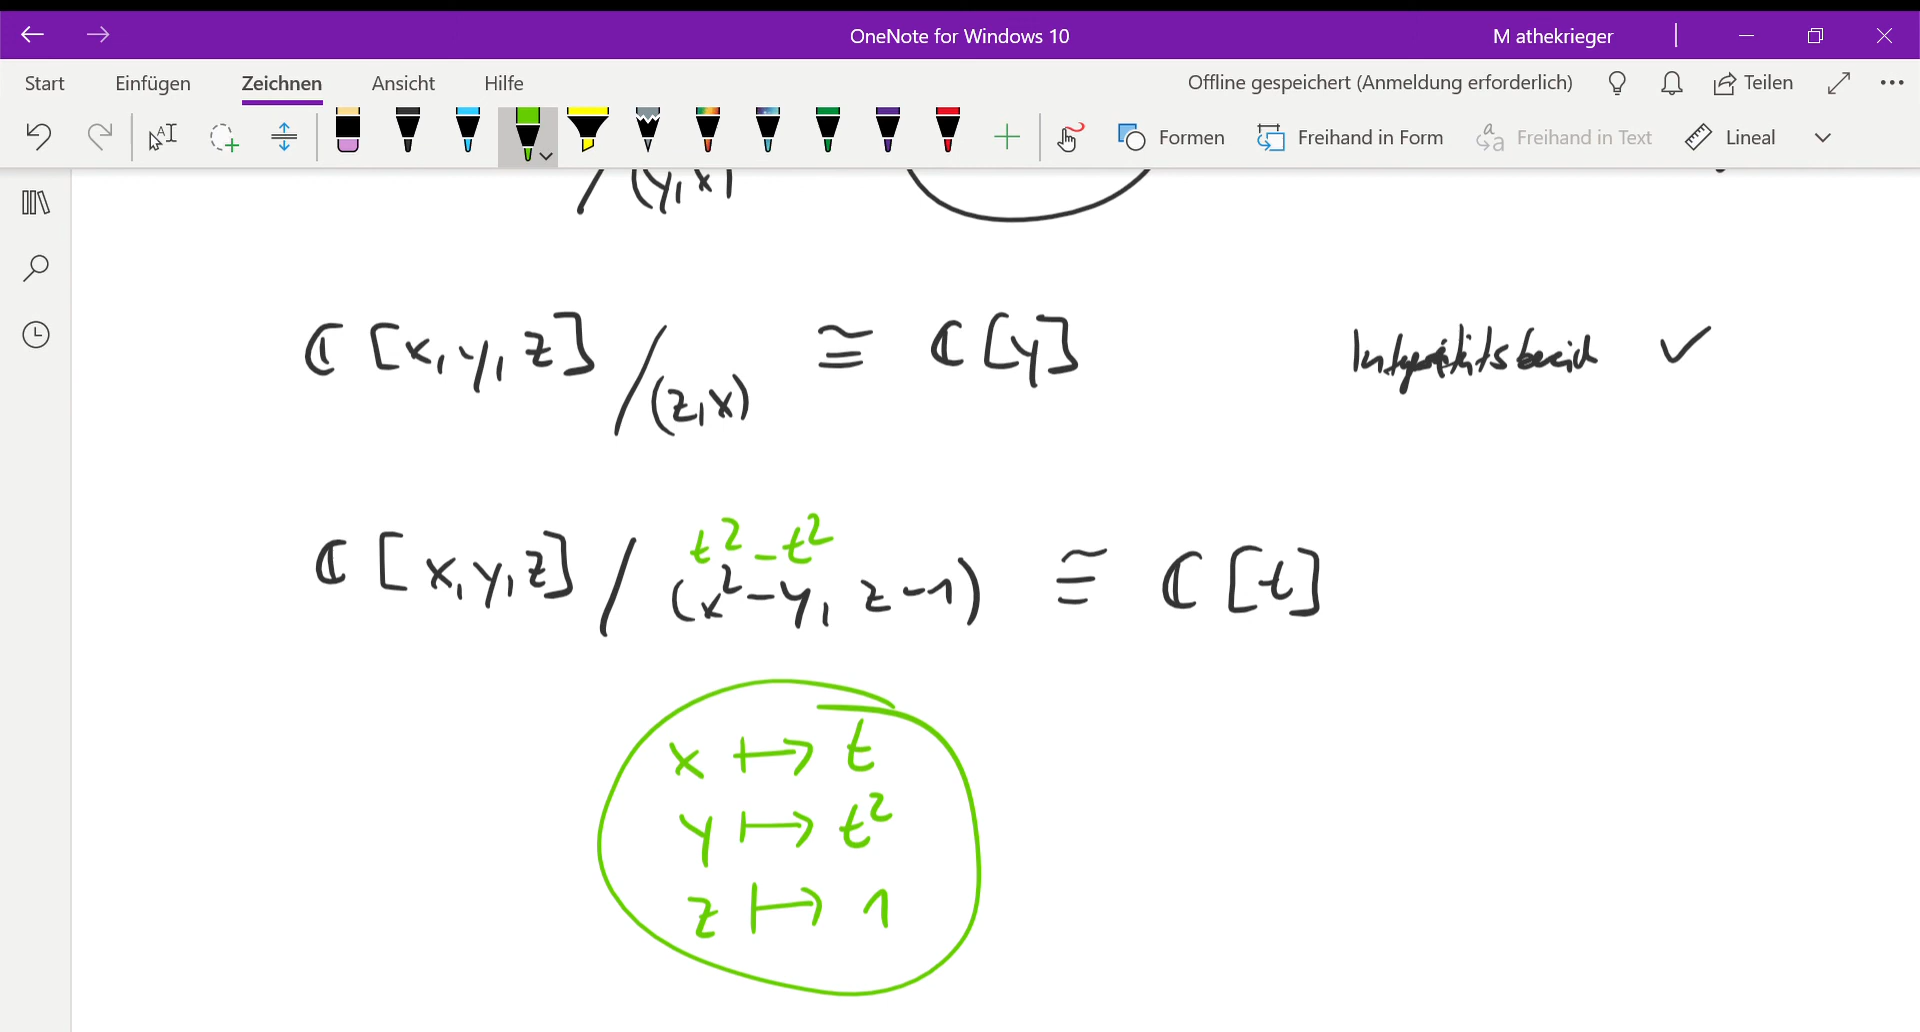 OneNote for Windows 10
M athekrieger
Start Einfügen Zeichnen Ansicht Hilfe
Offline gespeichert (Anmeldung erforderlich) Teilen
Formen Freihand in Form Freihand in Text Lineal
/(y,x)
ℂ[x,y,z]/(z,x) ≅ ℂ[y] Integritätsbereich ✓
t²-t²
ℂ[x,y,z]/(x²-y, z-1) ≅ ℂ[t]
x ↦ t
y ↦ t²
z ↦ 1